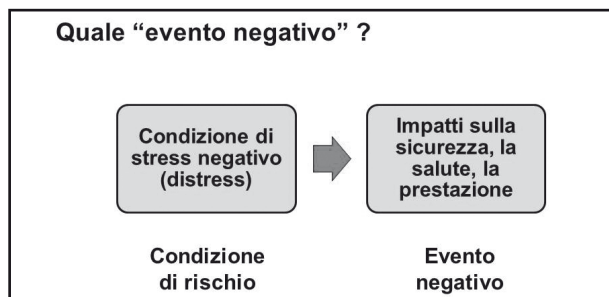 Quale “evento negativo” ?
Condizione di
stress negativo
(distress)
Impatti sulla
sicurezza, la
salute, la
prestazione
Condizione
di rischio
Evento
negativo